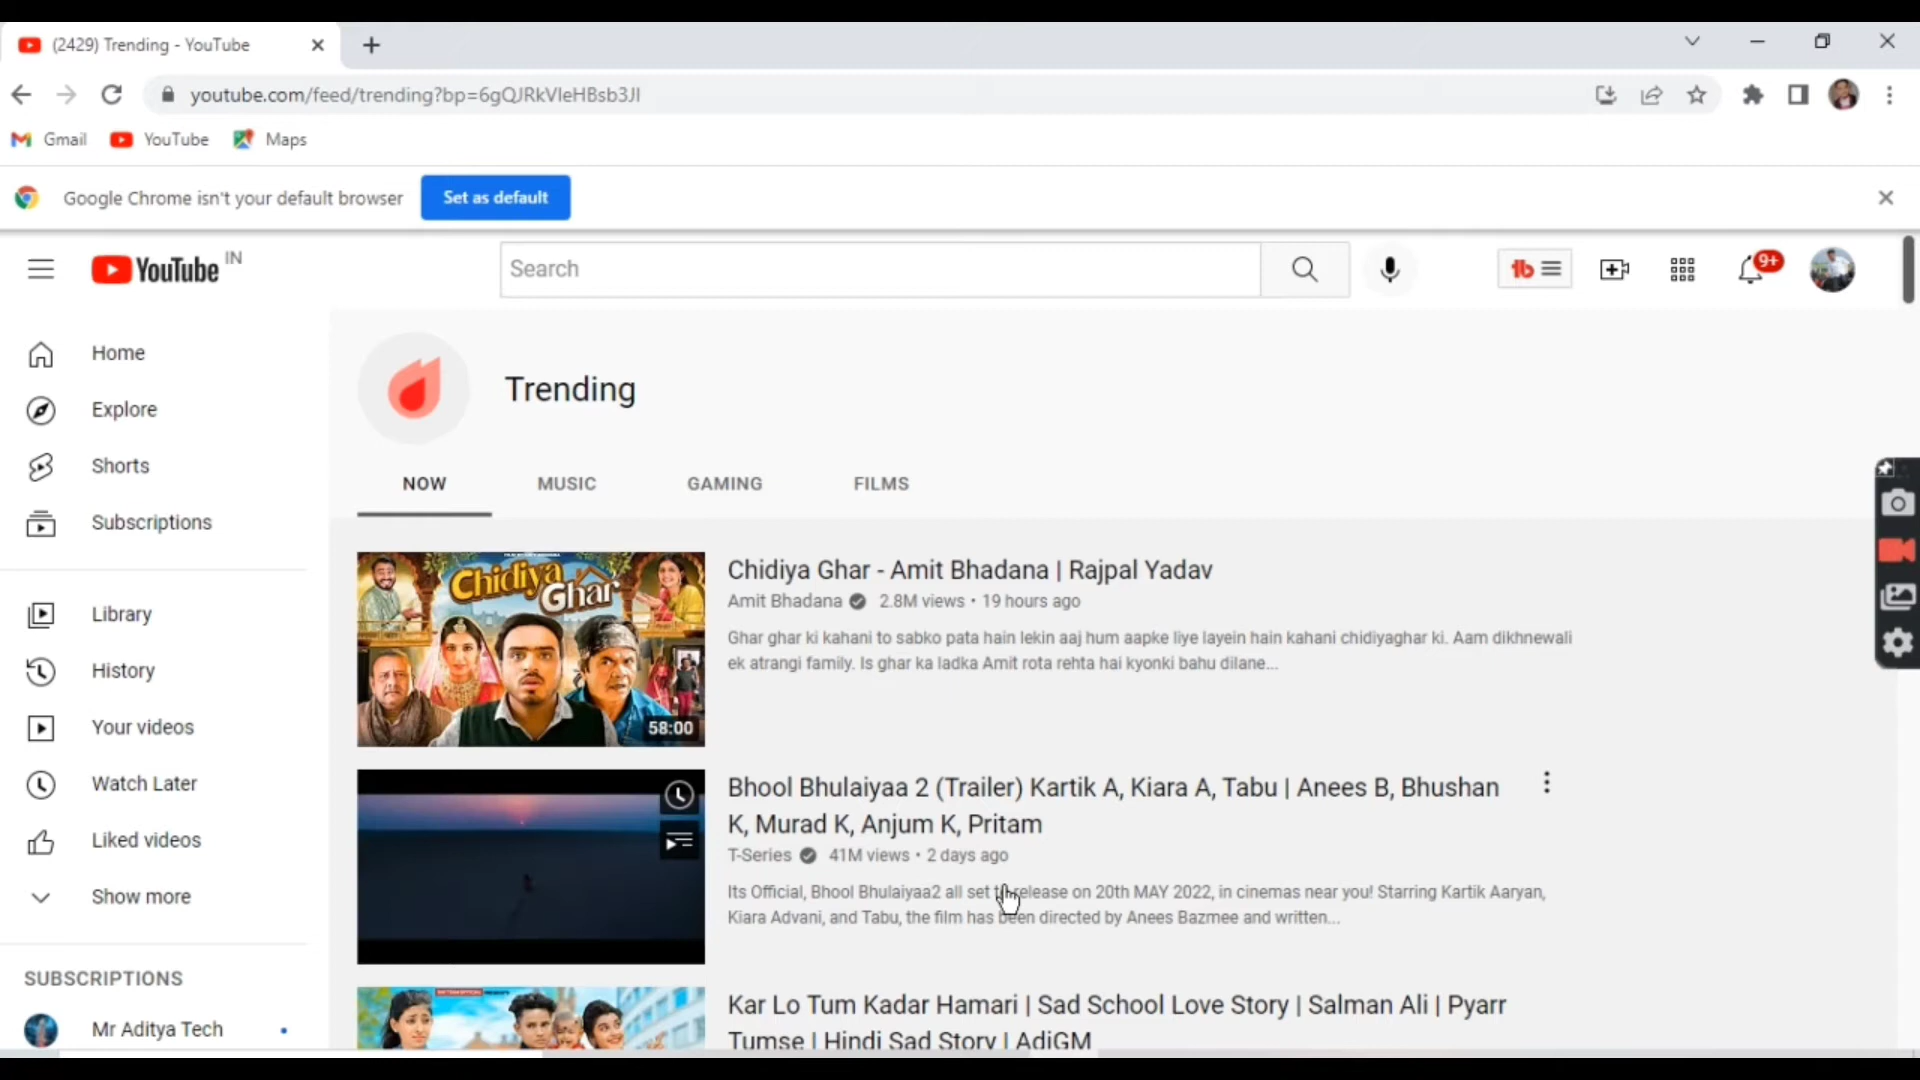 (2429) Trending - YouTube
youtube.com/feed/trending?bp=6gQJRkVleHBsb3Jl
Gmail
YouTube
Maps
Google Chrome isn't your default browser
Set as default
YouTube IN
Search
9+
Home
Explore
Shorts
Subscriptions
Library
History
Your videos
Watch Later
Liked videos
Show more
SUBSCRIPTIONS
Mr Aditya Tech
Trending
NOW
MUSIC
GAMING
FILMS
Chidiya
Ghar
58:00
Chidiya Ghar - Amit Bhadana | Rajpal Yadav
Amit Bhadana 2.8M views • 19 hours ago
Ghar ghar ki kahani to sabko pata hain lekin aaj hum aapke liye layein hain kahani chidiyaghar ki. Aam dikhnewali
ek atrangi family. Is ghar ka ladka Amit rota rehta hai kyonki bahu dilane...
Bhool Bhulaiyaa 2 (Trailer) Kartik A, Kiara A, Tabu | Anees B, Bhushan
K, Murad K, Anjum K, Pritam
T-Series 41M views • 2 days ago
Its Official, Bhool Bhulaiyaa2 all set to release on 20th MAY 2022, in cinemas near you! Starring Kartik Aaryan,
Kiara Advani, and Tabu, the film has been directed by Anees Bazmee and written...
Kar Lo Tum Kadar Hamari | Sad School Love Story | Salman Ali | Pyarr
Tumse | Hindi Sad Story | AdiGM